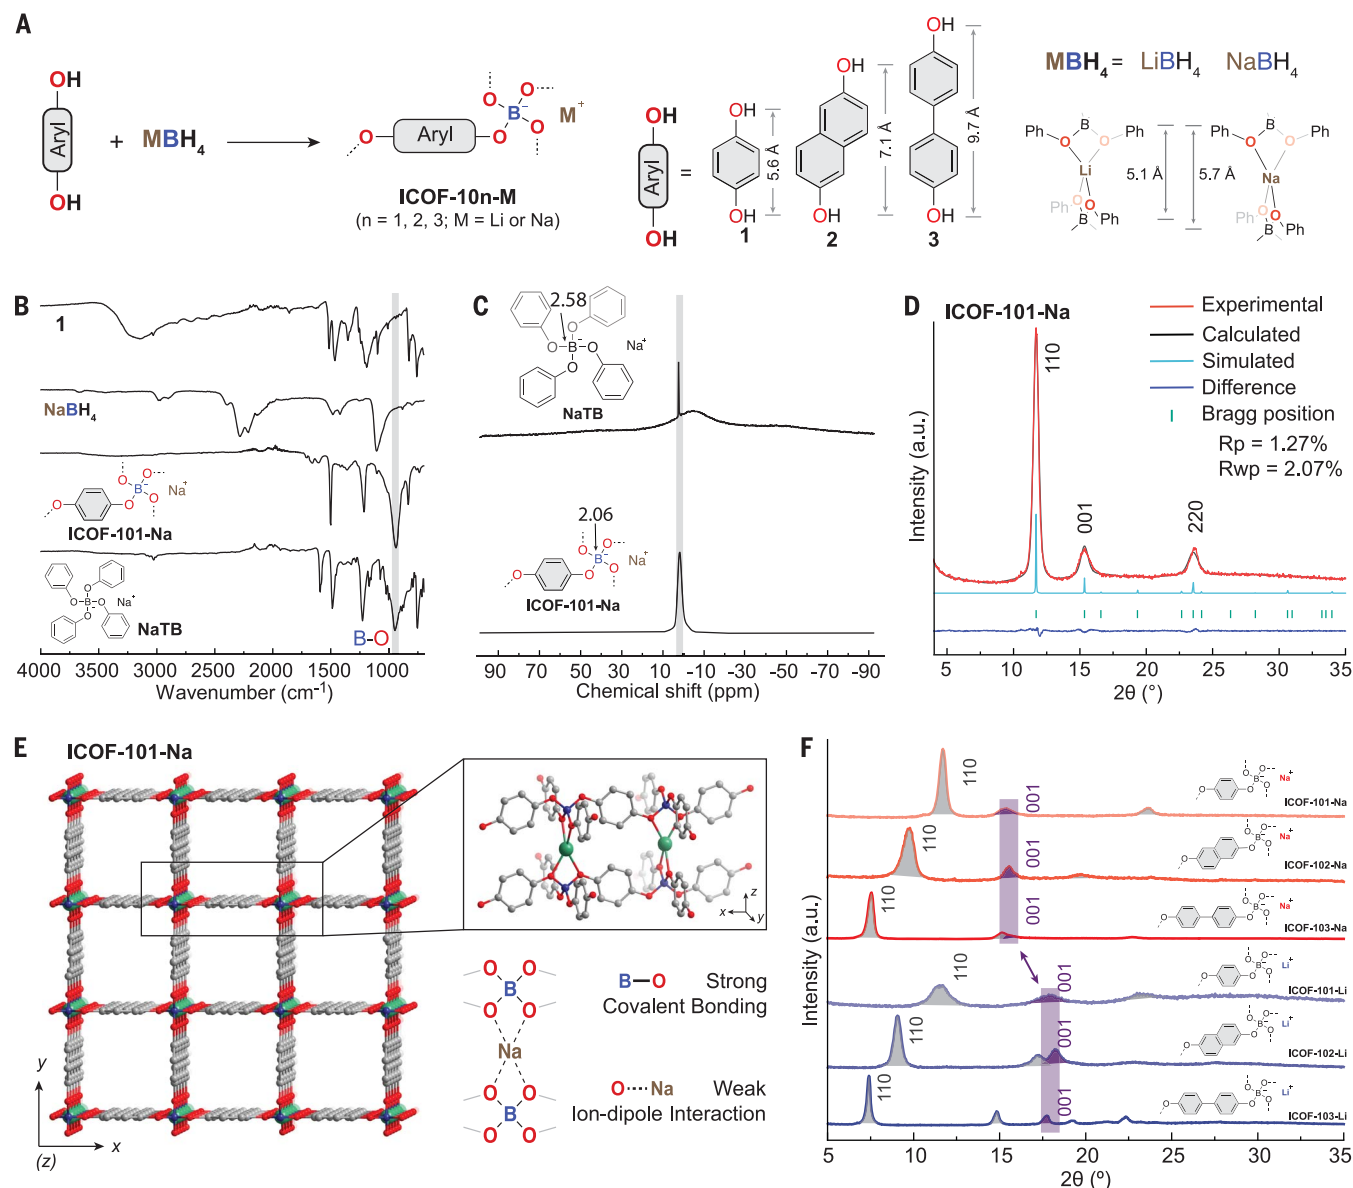 A
OH
Aryl
OH
+
MBH₄
O
Aryl
O
O
O
B⁻
O
M⁺
ICOF-10n-M
(n = 1, 2, 3; M = Li or Na)
OH
Aryl
OH
=
OH
OH
5.6 Å
1
OH
OH
7.1 Å
2
OH
OH
9.7 Å
3
MBH₄ = LiBH₄ NaBH₄
Ph
O
B
O
Ph
Li
Ph
O
O
B
Ph
5.1 Å
5.7 Å
Ph
O
B
O
Ph
Na
Ph
O
O
B
Ph
B
1
NaBH₄
O
O
B⁻
O
O
Na⁺
ICOF-101-Na
O
O
B⁻
O
O
Na⁺
NaTB
B-O
4000 3500 3000 2500 2000 1500 1000
Wavenumber (cm⁻¹)
C
2.58
O
O
B⁻
O
O
Na⁺
NaTB
2.06
O
O
B⁻
O
O
O
Na⁺
ICOF-101-Na
90 70 50 30 10 -10 -30 -50 -70 -90
Chemical shift (ppm)
D
ICOF-101-Na
Experimental
Calculated
Simulated
Difference
Bragg position
Rp = 1.27%
Rwp = 2.07%
110
001
220
Intensity (a.u.)
5 10 15 20 25 30 35
2θ (°)
E
ICOF-101-Na
y
x
(z)
z
x
y
O
O
B
O
O
Na
O
O
B
O
O
B—O Strong
Covalent Bonding
O···Na Weak
Ion-dipole Interaction
F
110
001
O
O
B⁻
O
O
Na⁺
ICOF-101-Na
110
001
O
O
B⁻
O
O
Na⁺
ICOF-102-Na
110
001
O
O
B⁻
O
O
Na⁺
ICOF-103-Na
110
001
O
O
B⁻
O
O
Li⁺
ICOF-101-Li
110
001
O
O
B⁻
O
O
Li⁺
ICOF-102-Li
110
001
O
O
B⁻
O
O
Li⁺
ICOF-103-Li
Intensity (a.u.)
5 10 15 20 25 30 35
2θ (º)